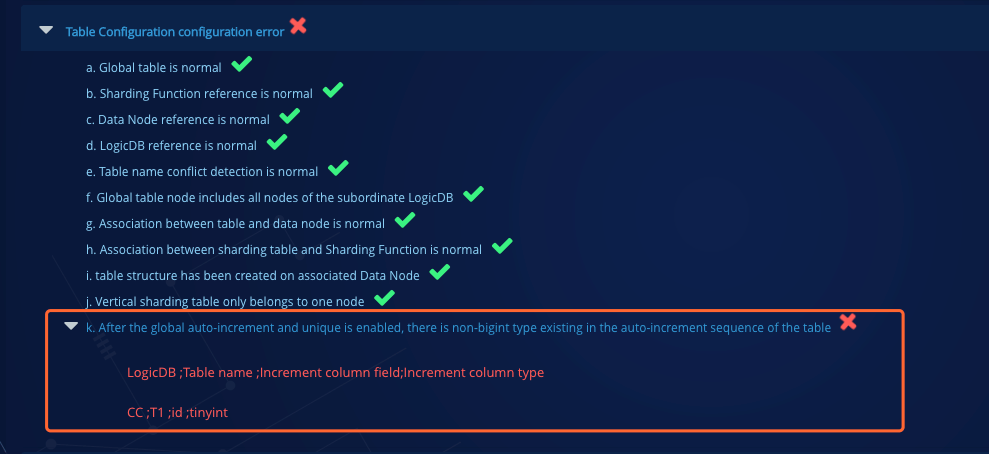 Table Configuration configuration error
a. Global table is normal
b. Sharding Function reference is normal
c. Data Node reference is normal
d. LogicDB reference is normal
e. Table name conflict detection is normal
f. Global table node includes all nodes of the subordinate LogicDB
g. Association between table and data node is normal
h. Association between sharding table and Sharding Function is normal
i. table structure has been created on associated Data Node
j. Vertical sharding table only belongs to one node
k. After the global auto-increment and unique is enabled, there is non-bigint type existing in the auto-increment sequence of the table
LogicDB ;Table name ;Increment column field;Increment column type
CC ;T1 ;id ;tinyint